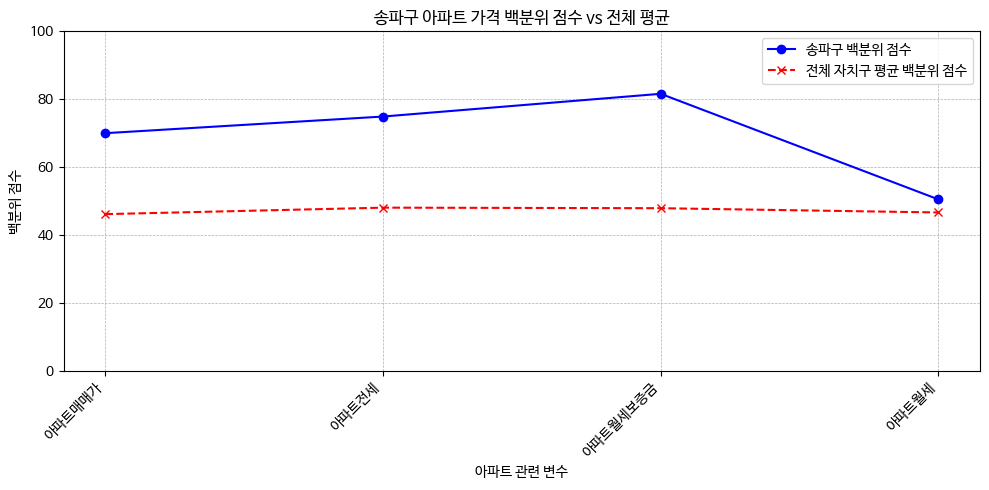 송파구 아파트 가격 백분위 점수 vs 전체 평균
송파구 백분위 점수
전체 자치구 평균 백분위 점수
백분위 점수
100
80
60
40
20
0
아파트매매가
아파트전세
아파트월세보증금
아파트월세
아파트 관련 변수